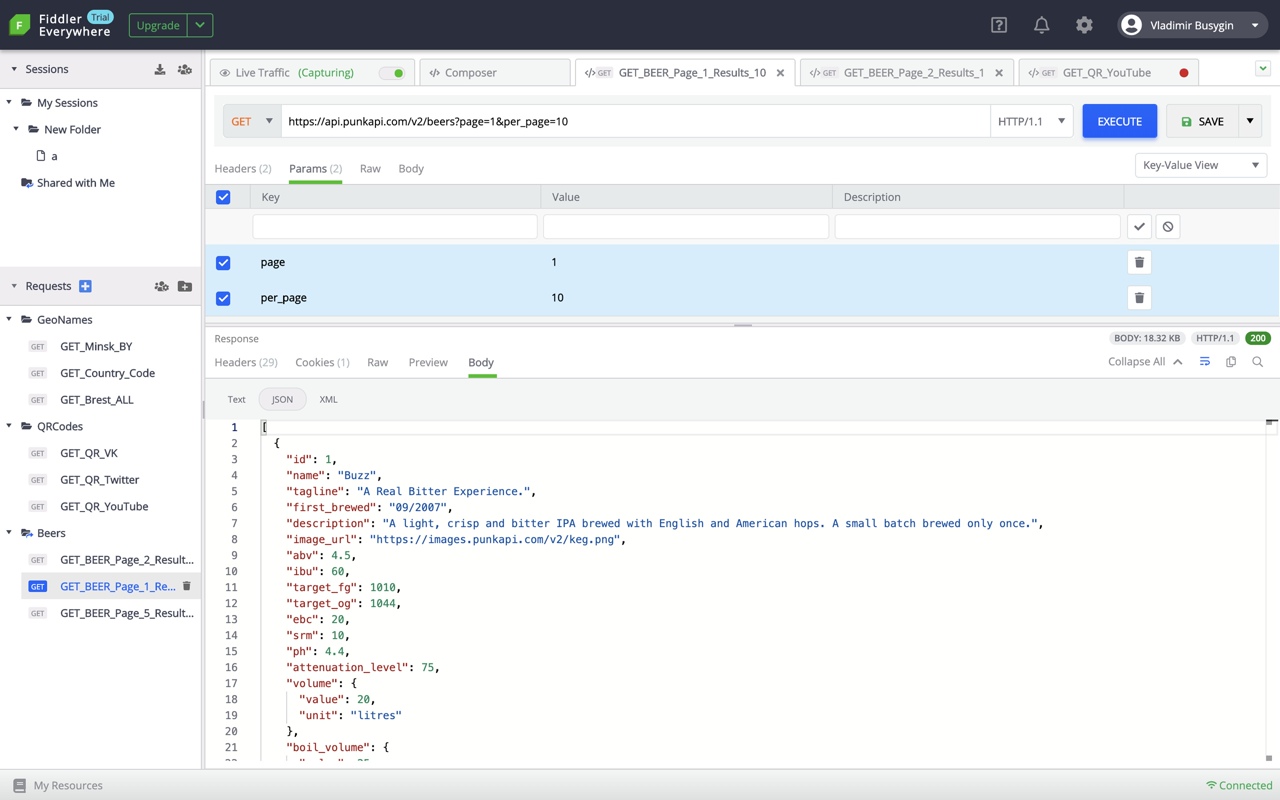 Fiddler Everywhere Trial
Upgrade
Vladimir Busygin
Sessions
My Sessions
New Folder
a
Shared with Me
Requests
GeoNames
GET GET_Minsk_BY
GET GET_Country_Code
GET GET_Brest_ALL
QRCodes
GET GET_QR_VK
GET GET_QR_Twitter
GET GET_QR_YouTube
Beers
GET GET_BEER_Page_2_Result...
GET GET_BEER_Page_1_Re...
GET GET_BEER_Page_5_Result...
Live Traffic (Capturing)
</> Composer
</> GET GET_BEER_Page_1_Results_10
</> GET GET_BEER_Page_2_Results_1
</> GET GET_QR_YouTube
GET https://api.punkapi.com/v2/beers?page=1&per_page=10 HTTP/1.1 EXECUTE SAVE
Headers (2) Params (2) Raw Body Key-Value View
Key Value Description
page 1
per_page 10
Response BODY: 18.32 KB HTTP/1.1 200
Headers (29) Cookies (1) Raw Preview Body Collapse All
Text JSON XML
1 [
2 {
3 "id": 1,
4 "name": "Buzz",
5 "tagline": "A Real Bitter Experience.",
6 "first_brewed": "09/2007",
7 "description": "A light, crisp and bitter IPA brewed with English and American hops. A small batch brewed only once.",
8 "image_url": "https://images.punkapi.com/v2/keg.png",
9 "abv": 4.5,
10 "ibu": 60,
11 "target_fg": 1010,
12 "target_og": 1044,
13 "ebc": 20,
14 "srm": 10,
15 "ph": 4.4,
16 "attenuation_level": 75,
17 "volume": {
18 "value": 20,
19 "unit": "litres"
20 },
21 "boil_volume": {
My Resources
Connected